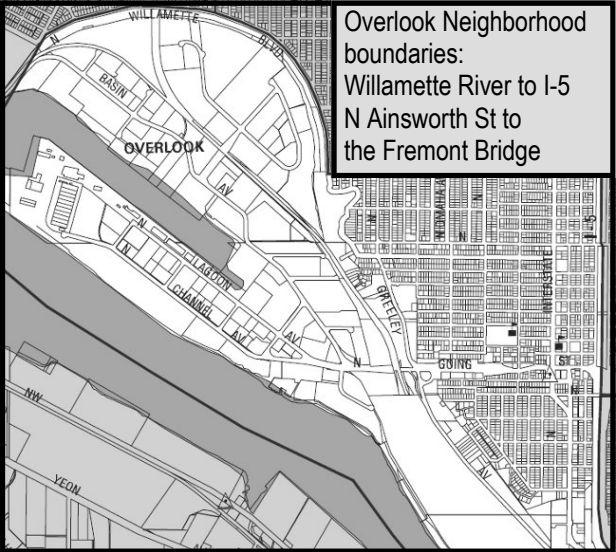 Overlook Neighborhood
boundaries:
Willamette River to I-5
N Ainsworth St to
the Fremont Bridge
N WILLAMETTE BLVD
BASIN
OVERLOOK
AV
N
N OMAHA
N
N
I-5
N
LAGOON
N
CHANNEL
AV
AV
GREELEY
INTERSTATE
N
GOING
ST
N
AV
NW
YEON